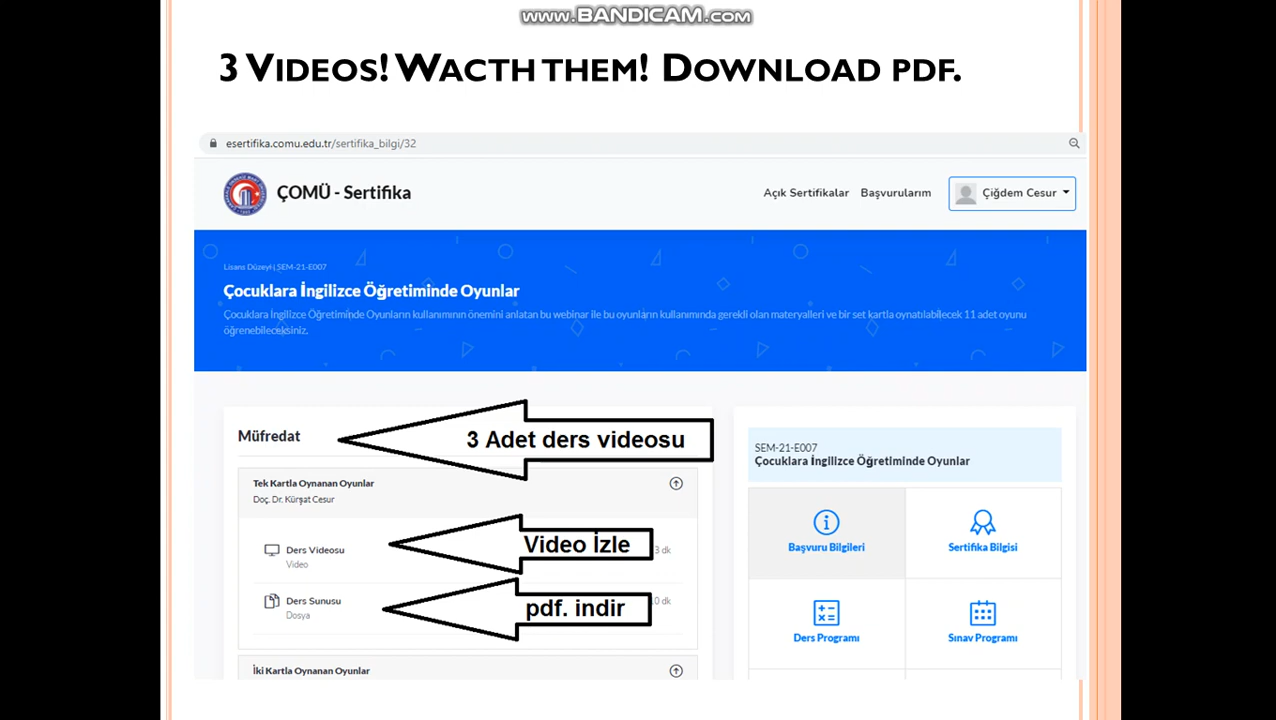 www.BANDICAM.com
3 VIDEOS! WACTH THEM! DOWNLOAD PDF.
esertifika.comu.edu.tr/sertifika_bilgi/32
ÇOMÜ - Sertifika
Açık Sertifikalar
Başvurularım
Çiğdem Cesur
Lisans Düzeyi | SEM-21-E007
Çocuklara İngilizce Öğretiminde Oyunlar
Çocuklara İngilizce Öğretiminde Oyunların kullanımının önemini anlatan bu webinar ile bu oyunların kullanımında gerekli olan materyalleri ve bir set kartla oynatılabilecek 11 adet oyunu
öğrenebileceksiniz.
Müfredat
3 Adet ders videosu
Tek Kartla Oynanan Oyunlar
Doç. Dr. Kürşat Cesur
Ders Videosu
Video İzle
3 dk
Video
Ders Sunusu
pdf. indir
0 dk
Dosya
İki Kartla Oynanan Oyunlar
SEM-21-E007
Çocuklara İngilizce Öğretiminde Oyunlar
Başvuru Bilgileri
Sertifika Bilgisi
Ders Programı
Sınav Programı